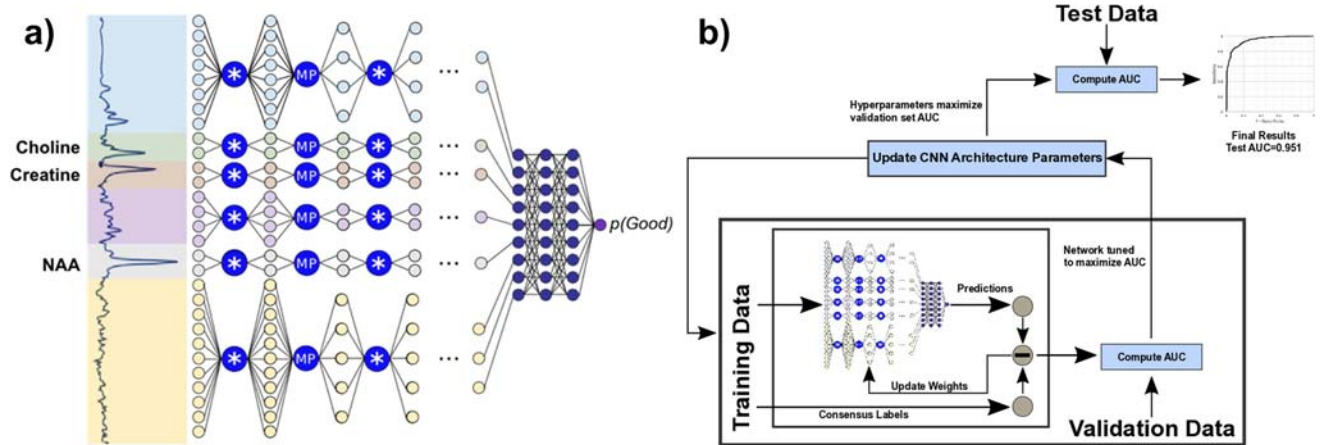 a)
Choline
Creatine
NAA
*
MP
*
...
*
MP
*
...
*
MP
*
...
*
MP
*
...
*
MP
*
...
*
MP
*
...
p(Good)
b)
Test Data
Compute AUC
Final Results
Test AUC=0.951
Hyperparameters maximize
validation set AUC
Update CNN Architecture Parameters
Network tuned
to maximize AUC
Training Data
Predictions
Update Weights
Consensus Labels
Compute AUC
Validation Data